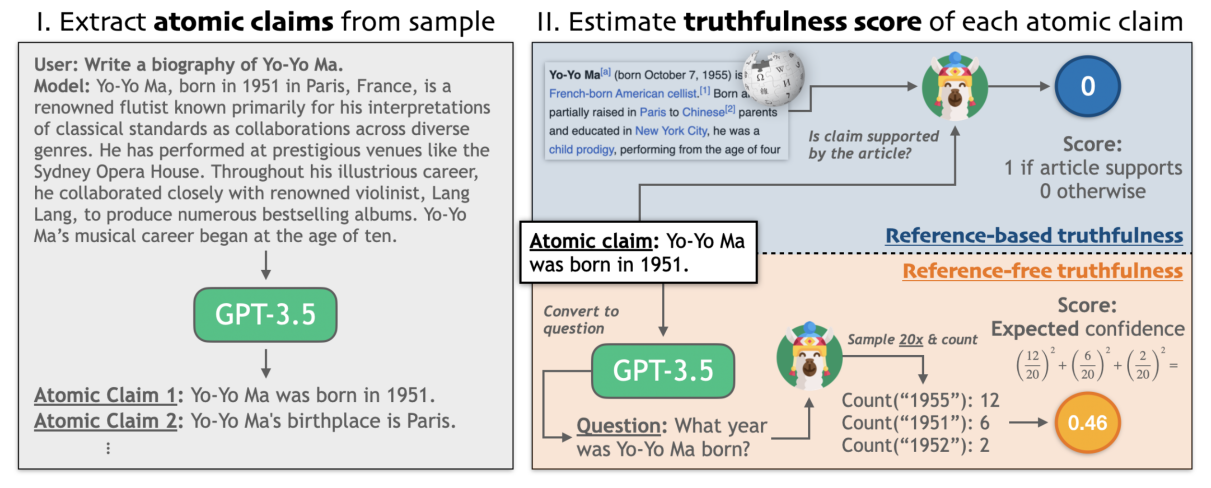 I. Extract atomic claims from sample
User: Write a biography of Yo-Yo Ma.
Model: Yo-Yo Ma, born in 1951 in Paris, France, is a
renowned flutist known primarily for his interpretations
of classical standards as collaborations across diverse
genres. He has performed at prestigious venues like the
Sydney Opera House. Throughout his illustrious career,
he collaborated closely with renowned violinist, Lang
Lang, to produce numerous bestselling albums. Yo-Yo
Ma's musical career began at the age of ten.
GPT-3.5
Atomic Claim 1: Yo-Yo Ma was born in 1951.
Atomic Claim 2: Yo-Yo Ma's birthplace is Paris.
⋮
II. Estimate truthfulness score of each atomic claim
Yo-Yo Ma[a] (born October 7, 1955) is
French-born American cellist.[1] Born a
partially raised in Paris to Chinese[2] parents
and educated in New York City, he was a
child prodigy, performing from the age of four
Is claim supported
by the article?
0
Score:
1 if article supports
0 otherwise
Reference-based truthfulness
Atomic claim: Yo-Yo Ma
was born in 1951.
Reference-free truthfulness
Convert to
question
GPT-3.5
Question: What year
was Yo-Yo Ma born?
Sample 20x & count
Count("1955"): 12
Count("1951"): 6
Count("1952"): 2
Score:
Expected confidence
(12/20)² + (6/20)² + (2/20)² =
0.46